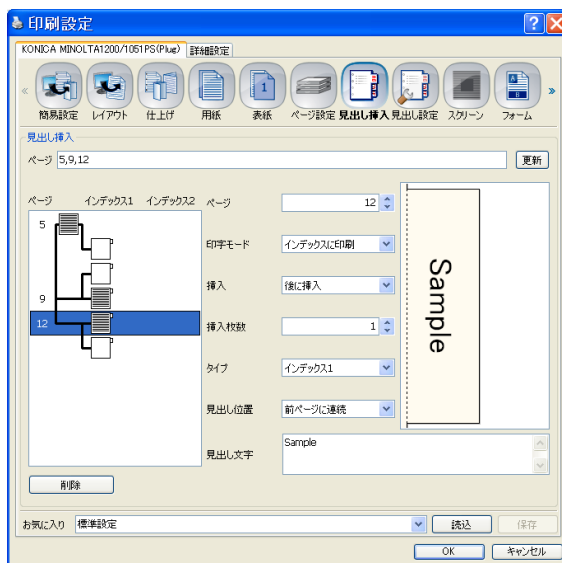 印刷設定
KONICA MINOLTA1200/1051PS(Plug) 詳細設定
簡易設定 レイアウト 仕上げ 用紙 表紙 ページ設定 見出し挿入 見出し設定 スクリーン フォーム
見出し挿入
ページ 5,9,12 更新
ページ インデックス1 インデックス2 ページ 12
5
印字モード インデックスに印刷
挿入 後に挿入
9
12
挿入枚数 1
タイプ インデックス1
見出し位置 前ページに連続
見出し文字 Sample
Sample
削除
お気に入り 標準設定 読込 保存
OK キャンセル